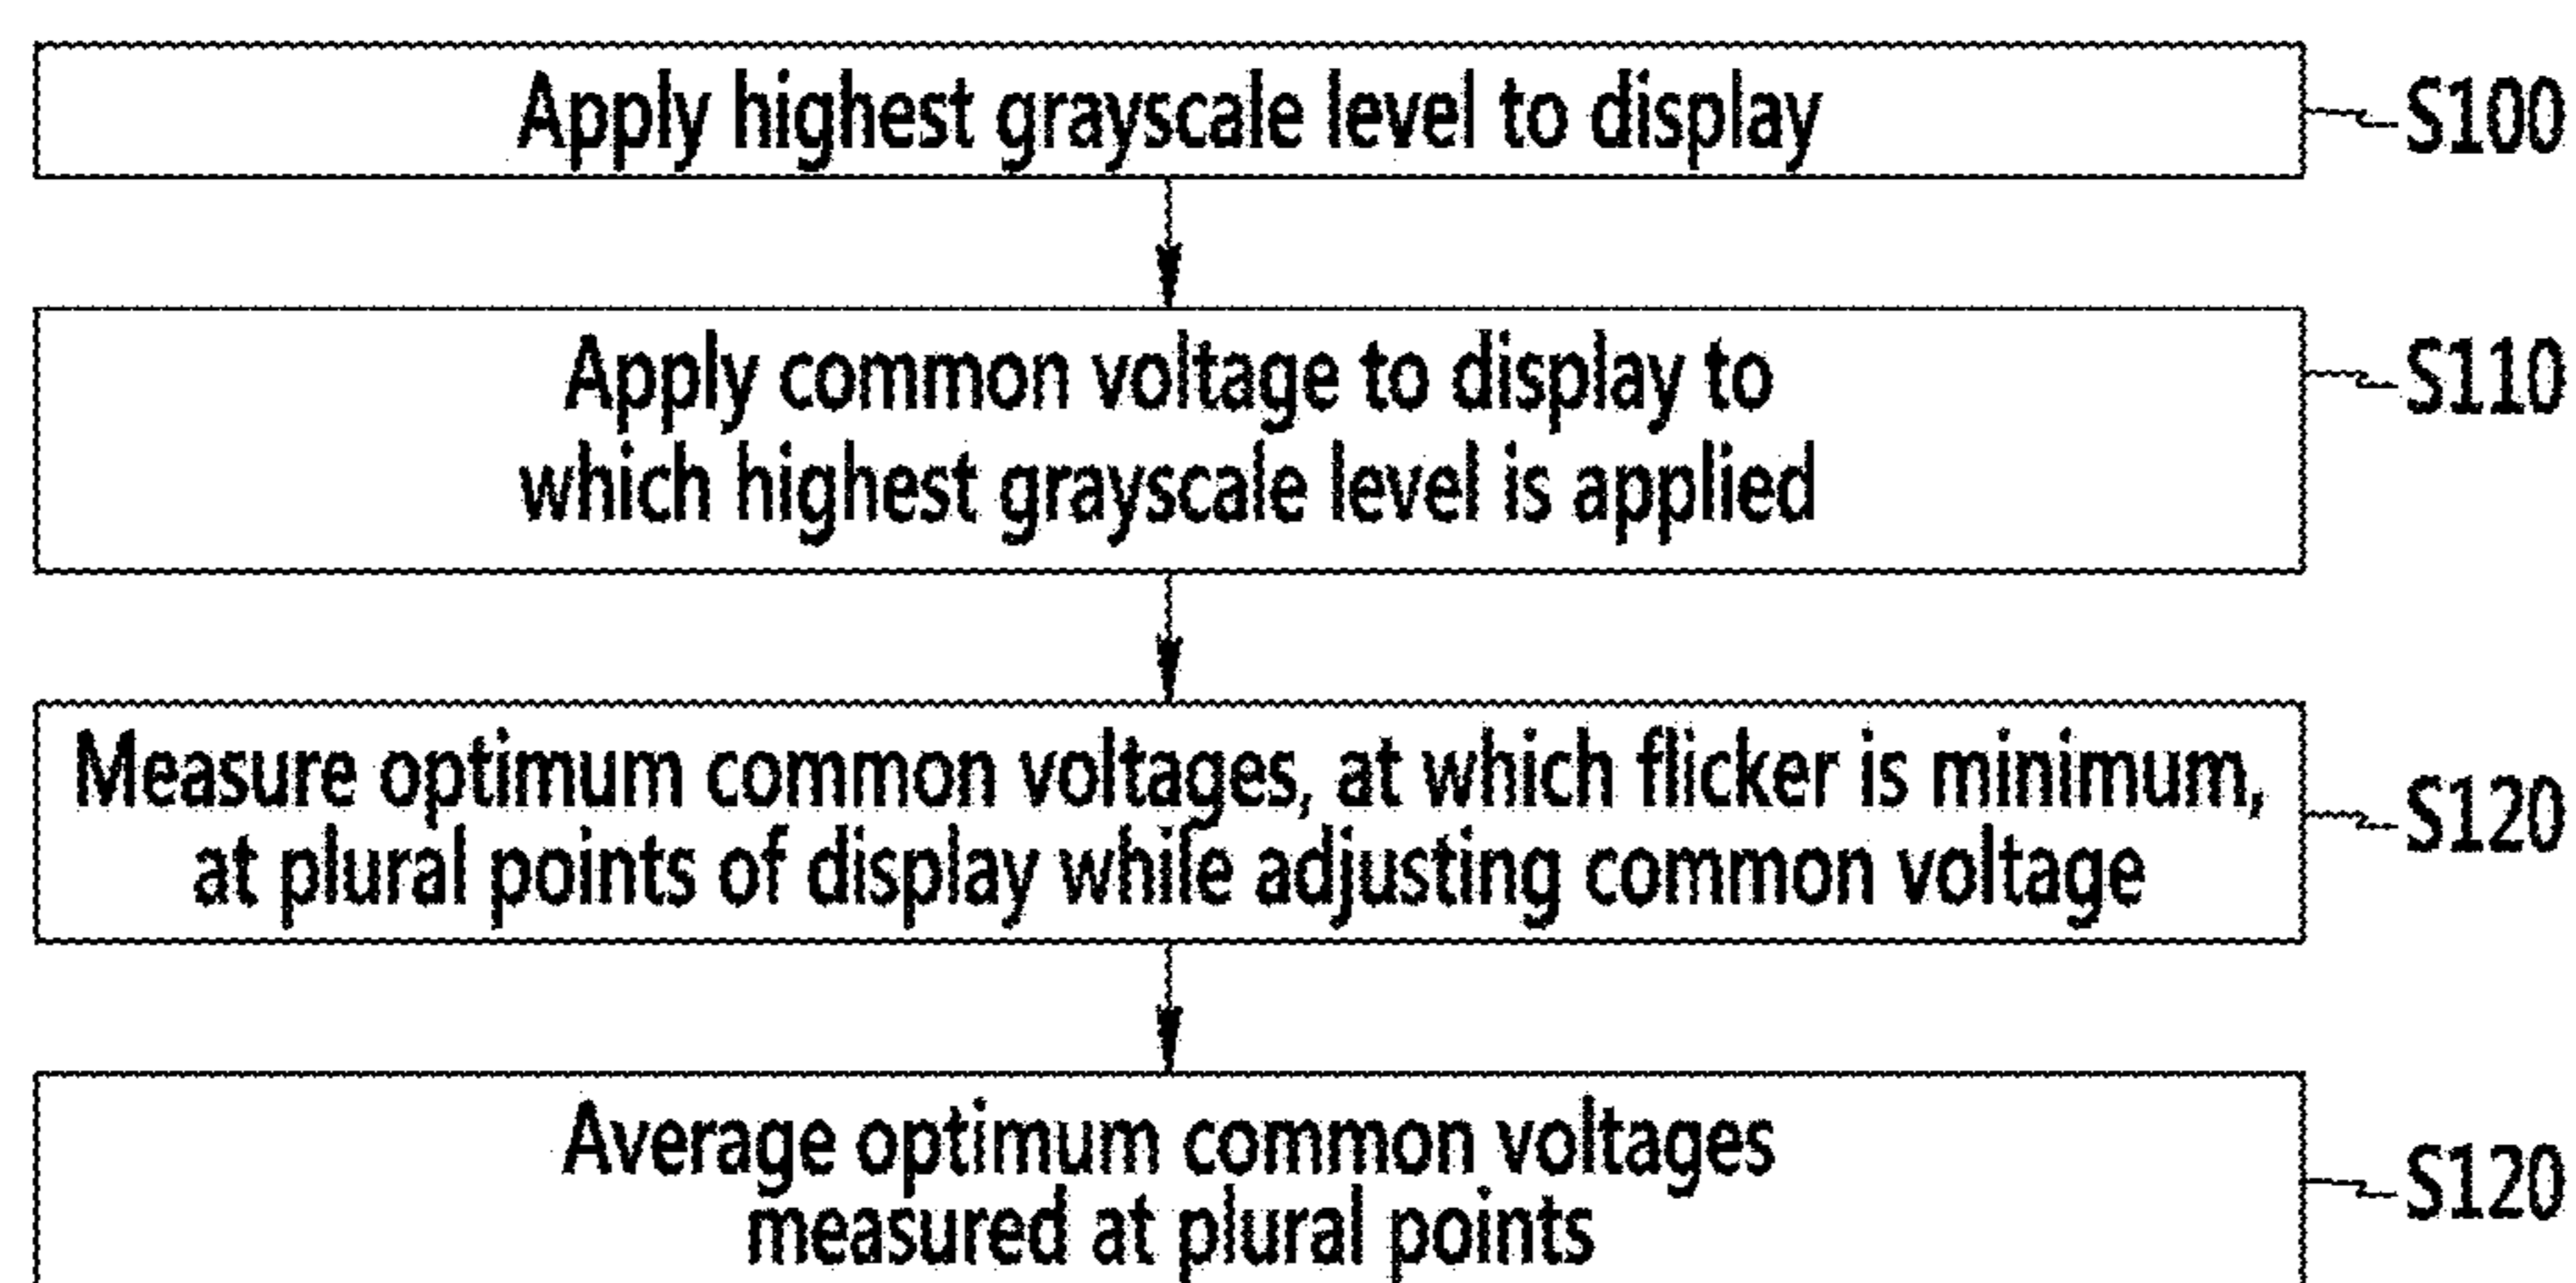 Apply highest grayscale level to display
S100
Apply common voltage to display to
which highest grayscale level is applied
S110
Measure optimum common voltages, at which flicker is minimum,
at plural points of display while adjusting common voltage
S120
Average optimum common voltages
measured at plural points
S120